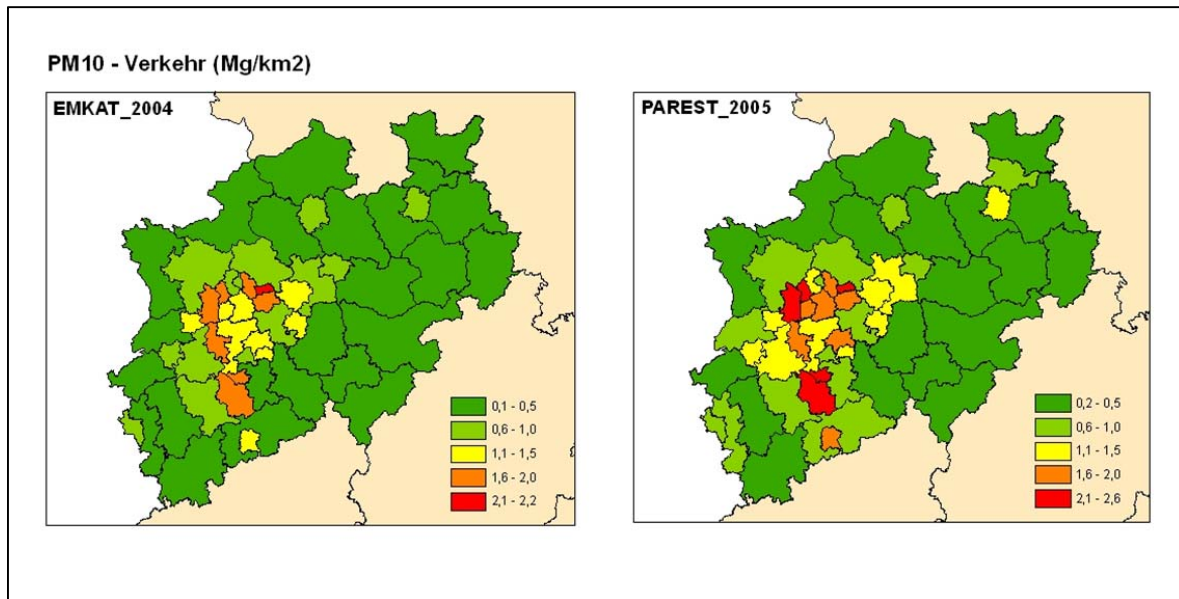 PM10 - Verkehr (Mg/km2)
EMKAT_2004
0,1 - 0,5
0,6 - 1,0
1,1 - 1,5
1,6 - 2,0
2,1 - 2,2
PAREST_2005
0,2 - 0,5
0,6 - 1,0
1,1 - 1,5
1,6 - 2,0
2,1 - 2,6